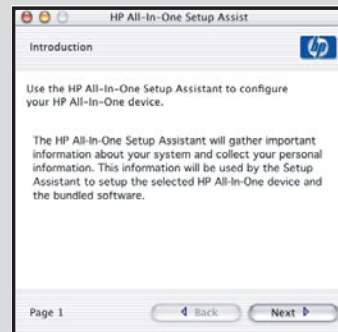 HP All-In-One Setup Assist
Introduction
hp
Use the HP All-In-One Setup Assistant to configure
your HP All-In-One device.
The HP All-In-One Setup Assistant will gather important
information about your system and collect your personal
information. This information will be used by the Setup
Assistant to setup the selected HP All-In-One device and
the bundled software.
Page 1
Back
Next